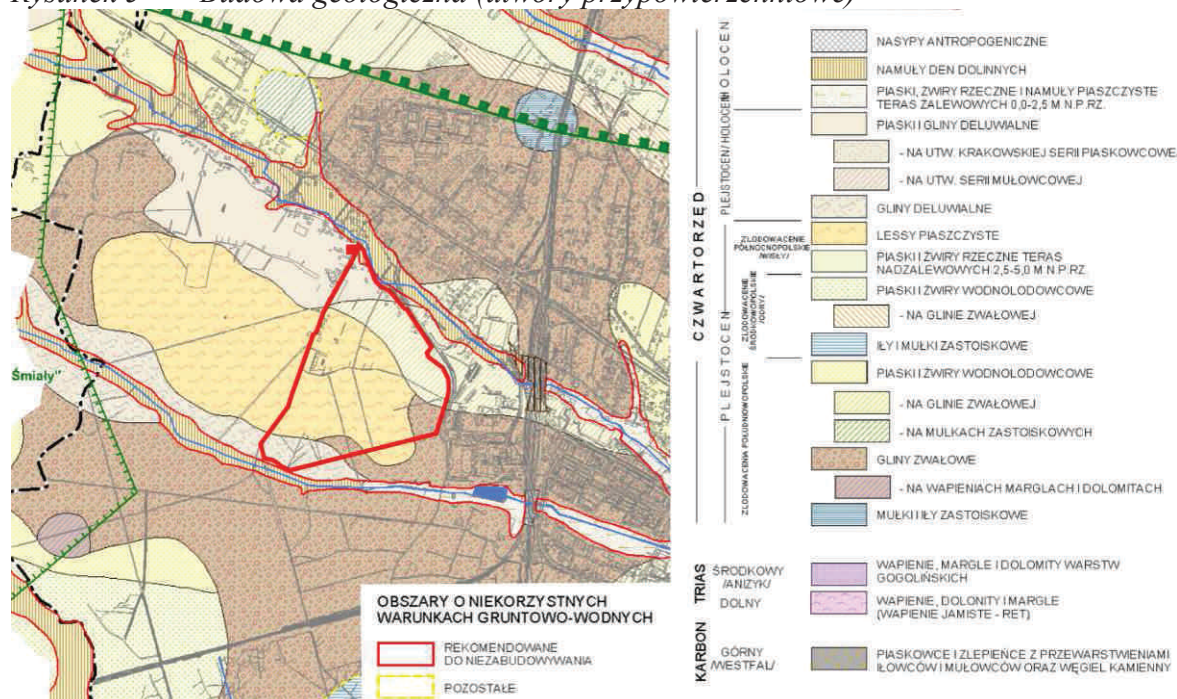 Budowa geologiczna (utwory przypowierzchniowe)
Śmiały"
OBSZARY O NIEKORZYSTNYCH
WARUNKACH GRUNTOWO-WODNYCH
REKOMENDOWANE
DO NIEZABUDOWYWANIA
POZOSTAŁE
CZWARTORZĘD
HOLOCEN
PLEJSTOCEN/HOLOCEN
PLEJSTOCEN
ZLODOWACENIE
PÓŁNOCNOPOLSKIE
/WISŁY/
ZLODOWACENIE
ŚRODKOWOPOLSKIE
/ODRY/
ZLODOWACENIA POŁUDNIOWOPOLSKIE
NASYPY ANTROPOGENICZNE
NAMUŁY DEN DOLINNYCH
PIASKI, ŻWIRY RZECZNE I NAMUŁY PIASZCZYSTE
TERAS ZALEWOWYCH 0,0-2,5 M N.P.RZ.
PIASKI I GLINY DELUWIALNE
- NA UTW. KRAKOWSKIEJ SERII PIASKOWCOWEJ
- NA UTW. SERII MUŁOWCOWEJ
GLINY DELUWIALNE
LESSY PIASZCZYSTE
PIASKI I ŻWIRY RZECZNE TERAS
NADZALEWOWYCH 2,5-5,0 M N.P.RZ.
PIASKI I ŻWIRY WODNOLODOWCOWE
- NA GLINIE ZWAŁOWEJ
IŁY I MUŁKI ZASTOISKOWE
PIASKI I ŻWIRY WODNOLODOWCOWE
- NA GLINIE ZWAŁOWEJ
- NA MUŁKACH ZASTOISKOWYCH
GLINY ZWAŁOWE
- NA WAPIENIACH MARGLACH I DOLOMITACH
MUŁKI I IŁY ZASTOISKOWE
TRIAS
ŚRODKOWY
/ANIZYK/
WAPIENIE, MARGLE I DOLOMITY WARSTW
GOGOLIŃSKICH
DOLNY
WAPIENIE, DOLONITY I MARGLE
(WAPIENIE JAMISTE - RET)
KARBON
GÓRNY
/WESTFAL/
PIASKOWCE I ZLEPIEŃCE Z PRZEWARSTWIENIAMI
IŁOWCÓW I MUŁOWCÓW ORAZ WĘGIEL KAMIENNY